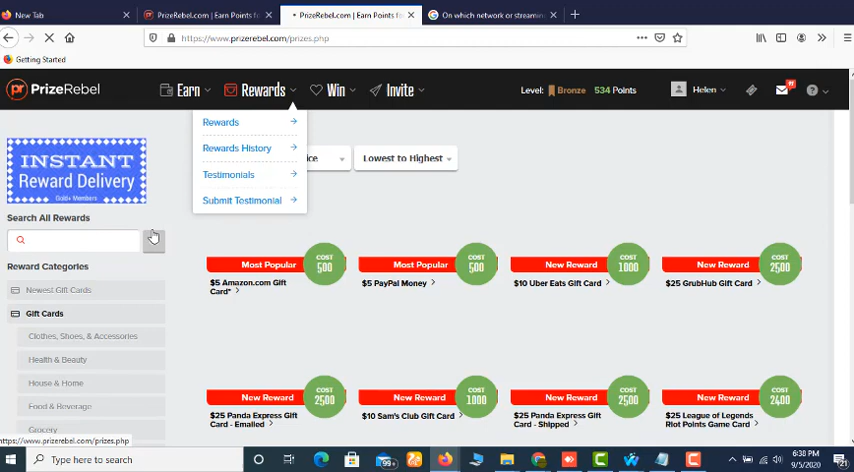 New Tab
PrizeRebel.com | Earn Points fo
PrizeRebel.com | Earn Points for
On which network or streamin
https://www.prizerebel.com/prizes.php
Getting Started
pr PrizeRebel
Earn
Rewards
Win
Invite
Level: Bronze 534 Points
Helen
Rewards
Rewards History
Testimonials
Submit Testimonial
ice
Lowest to Highest
INSTANT
Reward Delivery
Gold+ Members
Search All Rewards
Reward Categories
Newest Gift Cards
Gift Cards
Clothes, Shoes, & Accessories
Health & Beauty
House & Home
Food & Beverage
Grocery
Most Popular
COST
500
$5 Amazon.com Gift
Card*
Most Popular
COST
500
$5 PayPal Money
New Reward
COST
1000
$10 Uber Eats Gift Card
New Reward
COST
2500
$25 GrubHub Gift Card
New Reward
COST
2500
$25 Panda Express Gift
Card - Emailed
New Reward
COST
1000
$10 Sam's Club Gift Card
New Reward
COST
2500
$25 Panda Express Gift
Card - Shipped
New Reward
COST
2400
$25 League of Legends
Riot Points Game Card
https://www.prizerebel.com/prizes.php
Type here to search
99+
6:38 PM
9/5/2020
21